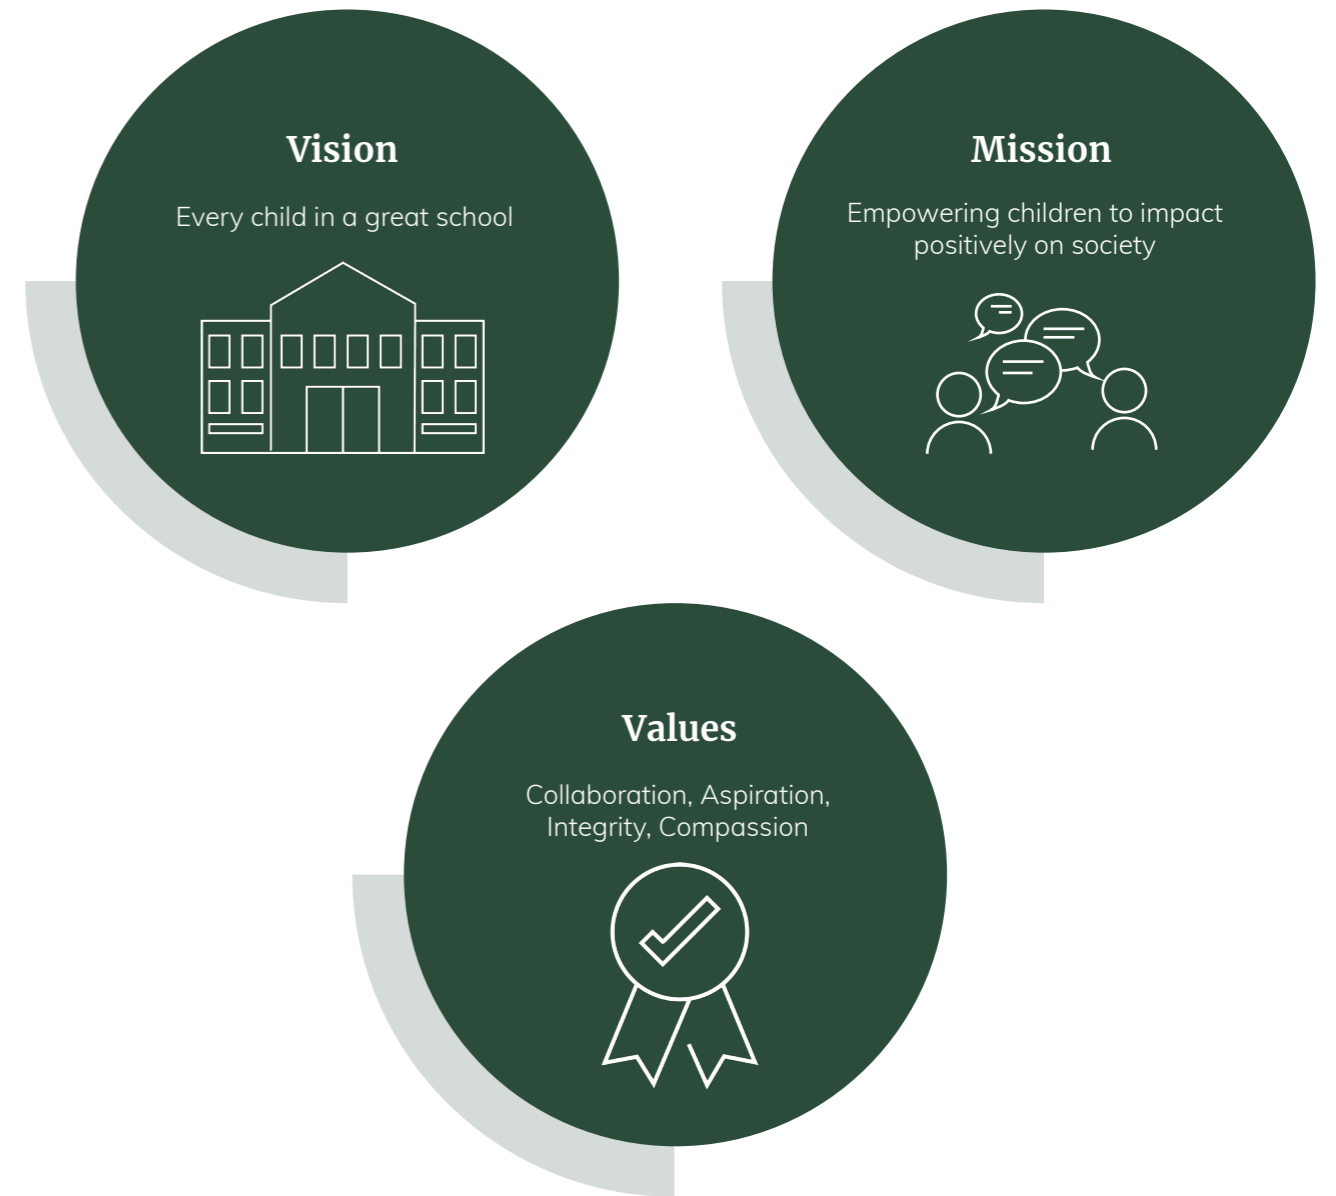 Vision
Every child in a great school
Mission
Empowering children to impact
positively on society
Values
Collaboration, Aspiration,
Integrity, Compassion